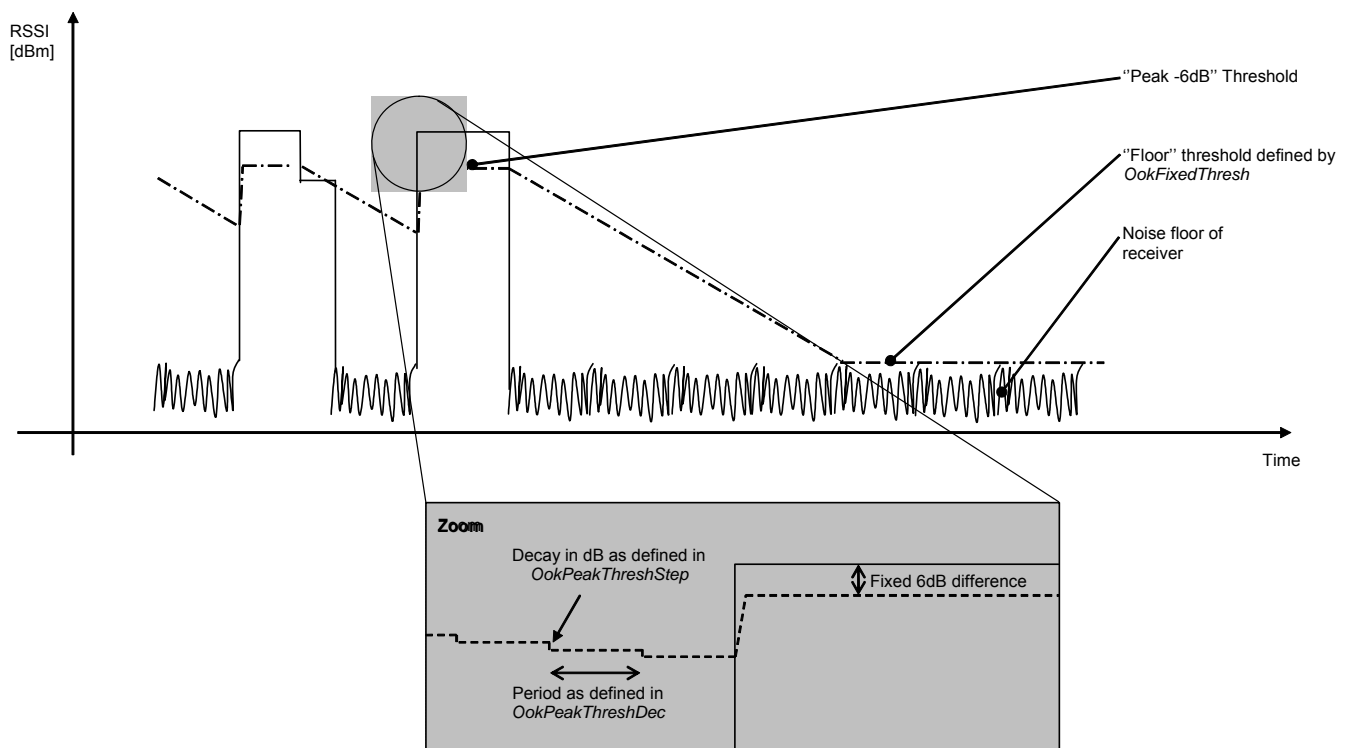 RSSI
[dBm]
‘’Peak -6dB’’ Threshold
‘’Floor’’ threshold defined by
OokFixedThresh
Noise floor of
receiver
Time
Zoom
Decay in dB as defined in
OokPeakThreshStep
Fixed 6dB difference
Period as defined in
OokPeakThreshDec